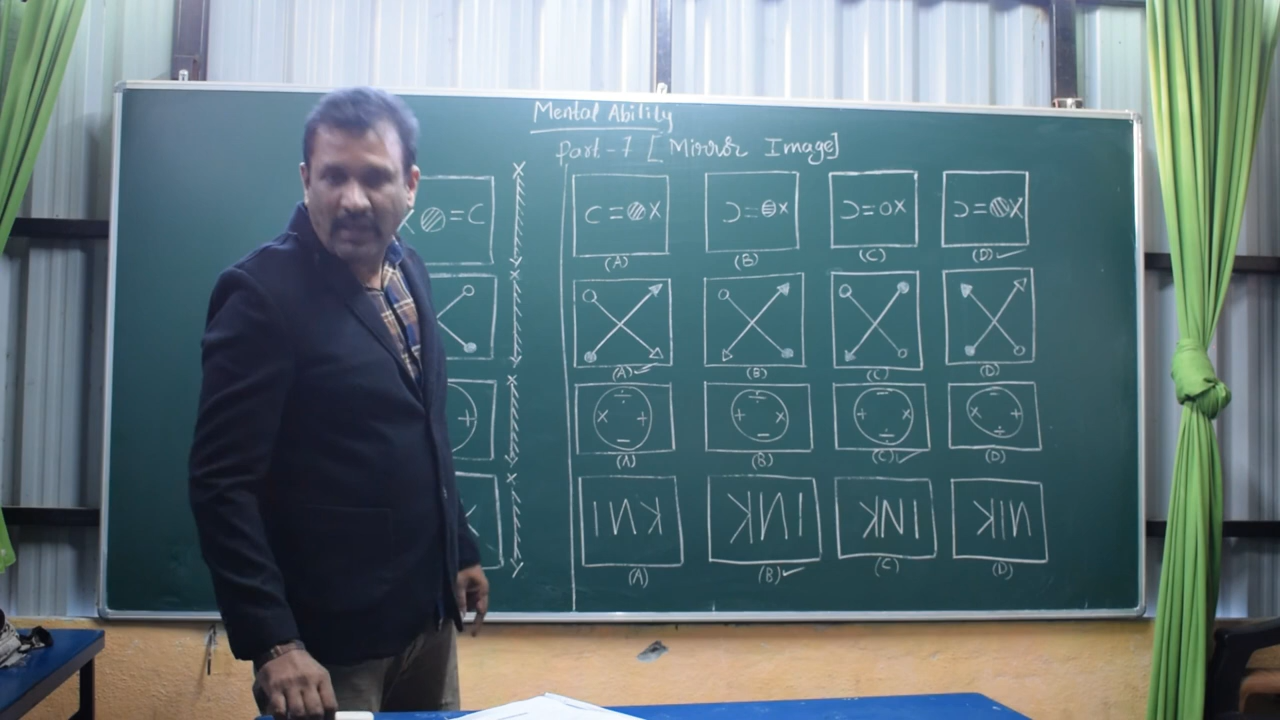 Mental Ability
Part-7 [Mirror Image]
X = C
C = X
Ɔ = X
Ɔ = O X
Ɔ = X
(A) (B) (C) (D) ✓
(A) ✓ (B) (C) (D)
+
X ÷ + −
+ − ÷ X
− X ÷ +
X − + ÷
(A) (B) (C) ✓ (D)
(A) (B) ✓ (C) (D)